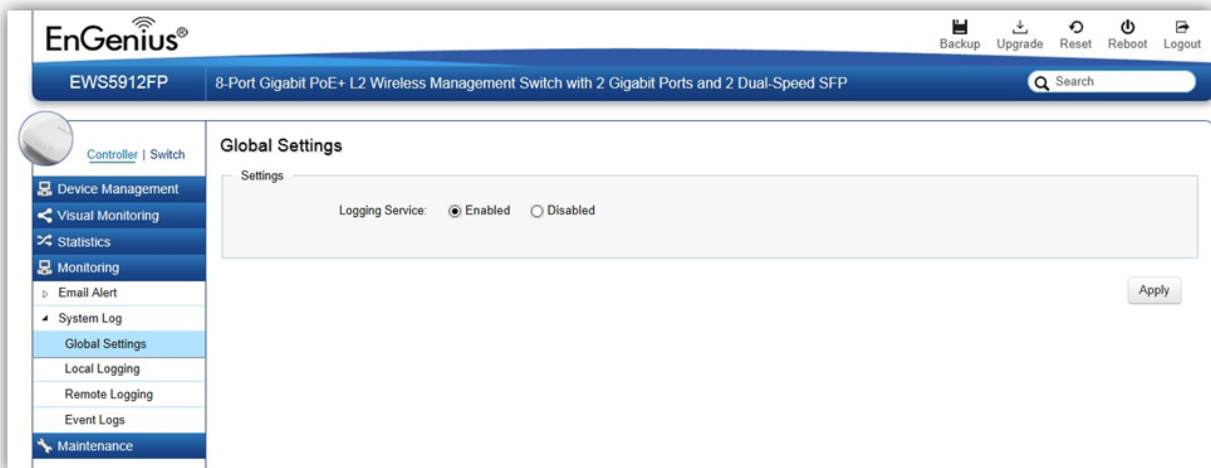 EnGenius®
Backup Upgrade Reset Reboot Logout
EWS5912FP
8-Port Gigabit PoE+ L2 Wireless Management Switch with 2 Gigabit Ports and 2 Dual-Speed SFP
Search
Controller | Switch
Device Management
Visual Monitoring
Statistics
Monitoring
Email Alert
System Log
Global Settings
Local Logging
Remote Logging
Event Logs
Maintenance
Global Settings
Settings
Logging Service: Enabled Disabled
Apply